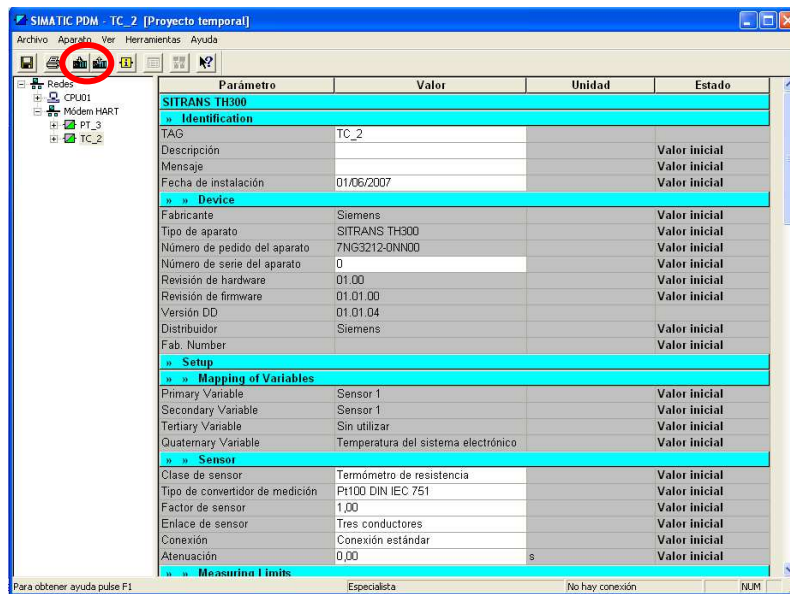 SIMATIC PDM - TC_2 [Proyecto temporal]
Archivo Aparato Ver Herramientas Ayuda
Redes
CPU01
Módem HART
PT_3
TC_2
Parámetro Valor Unidad Estado
SITRANS TH300
» Identification
TAG TC_2
Descripción Valor inicial
Mensaje Valor inicial
Fecha de instalación 01/06/2007 Valor inicial
» » Device
Fabricante Siemens Valor inicial
Tipo de aparato SITRANS TH300 Valor inicial
Número de pedido del aparato 7NG3212-0NN00 Valor inicial
Número de serie del aparato 0 Valor inicial
Revisión de hardware 01.00 Valor inicial
Revisión de firmware 01.01.00 Valor inicial
Versión DD 01.01.04
Distribuidor Siemens Valor inicial
Fab. Number Valor inicial
» Setup
» » Mapping of Variables
Primary Variable Sensor 1 Valor inicial
Secondary Variable Sensor 1 Valor inicial
Tertiary Variable Sin utilizar Valor inicial
Quaternary Variable Temperatura del sistema electrónico Valor inicial
» » Sensor
Clase de sensor Termómetro de resistencia Valor inicial
Tipo de convertidor de medición Pt100 DIN IEC 751 Valor inicial
Factor de sensor 1,00 Valor inicial
Enlace de sensor Tres conductores Valor inicial
Conexión Conexión estándar Valor inicial
Atenuación 0,00 s Valor inicial
» » Measuring Limits
Para obtener ayuda pulse F1 Especialista No hay conexión NUM